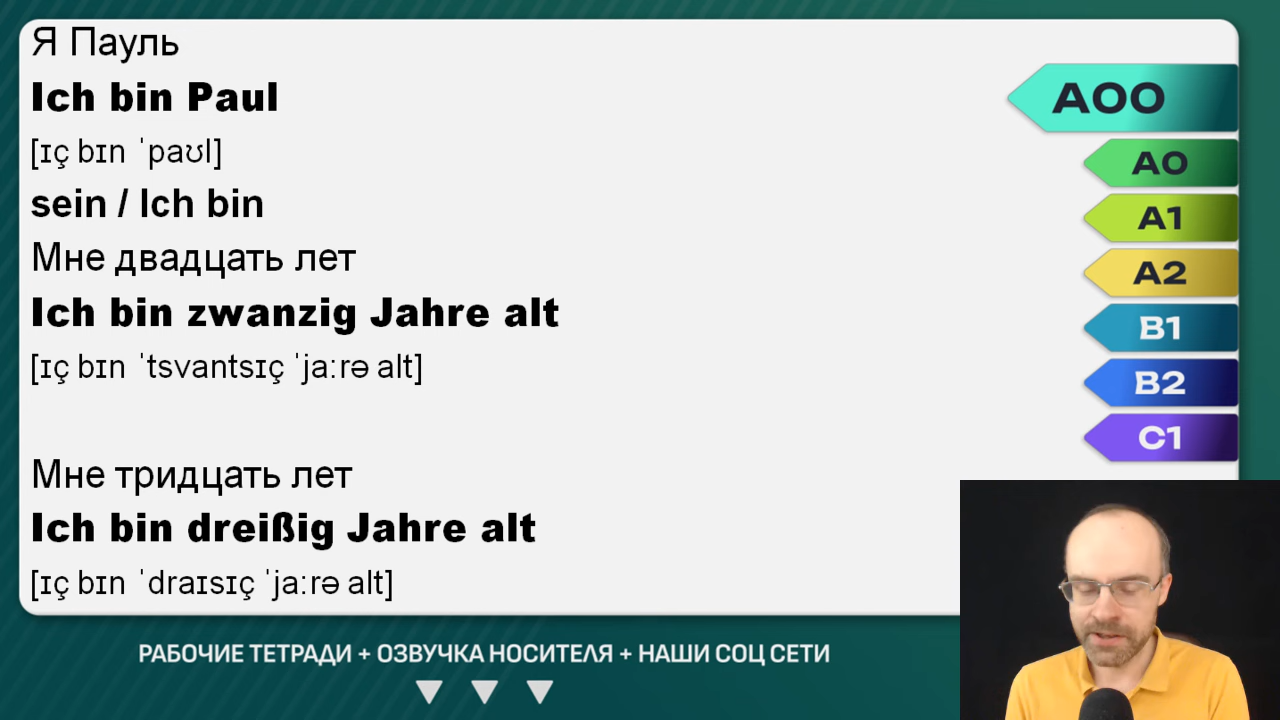 Я Пауль
Ich bin Paul
[ɪç bɪn ˈpaʊl]
sein / Ich bin
Мне двадцать лет
Ich bin zwanzig Jahre alt
[ɪç bɪn ˈtsvantsɪç ˈjaːrə alt]
Мне тридцать лет
Ich bin dreißig Jahre alt
[ɪç bɪn ˈdraɪsɪç ˈjaːrə alt]
A00
A0
A1
A2
B1
B2
C1
РАБОЧИЕ ТЕТРАДИ + ОЗВУЧКА НОСИТЕЛЯ + НАШИ СОЦ СЕТИ